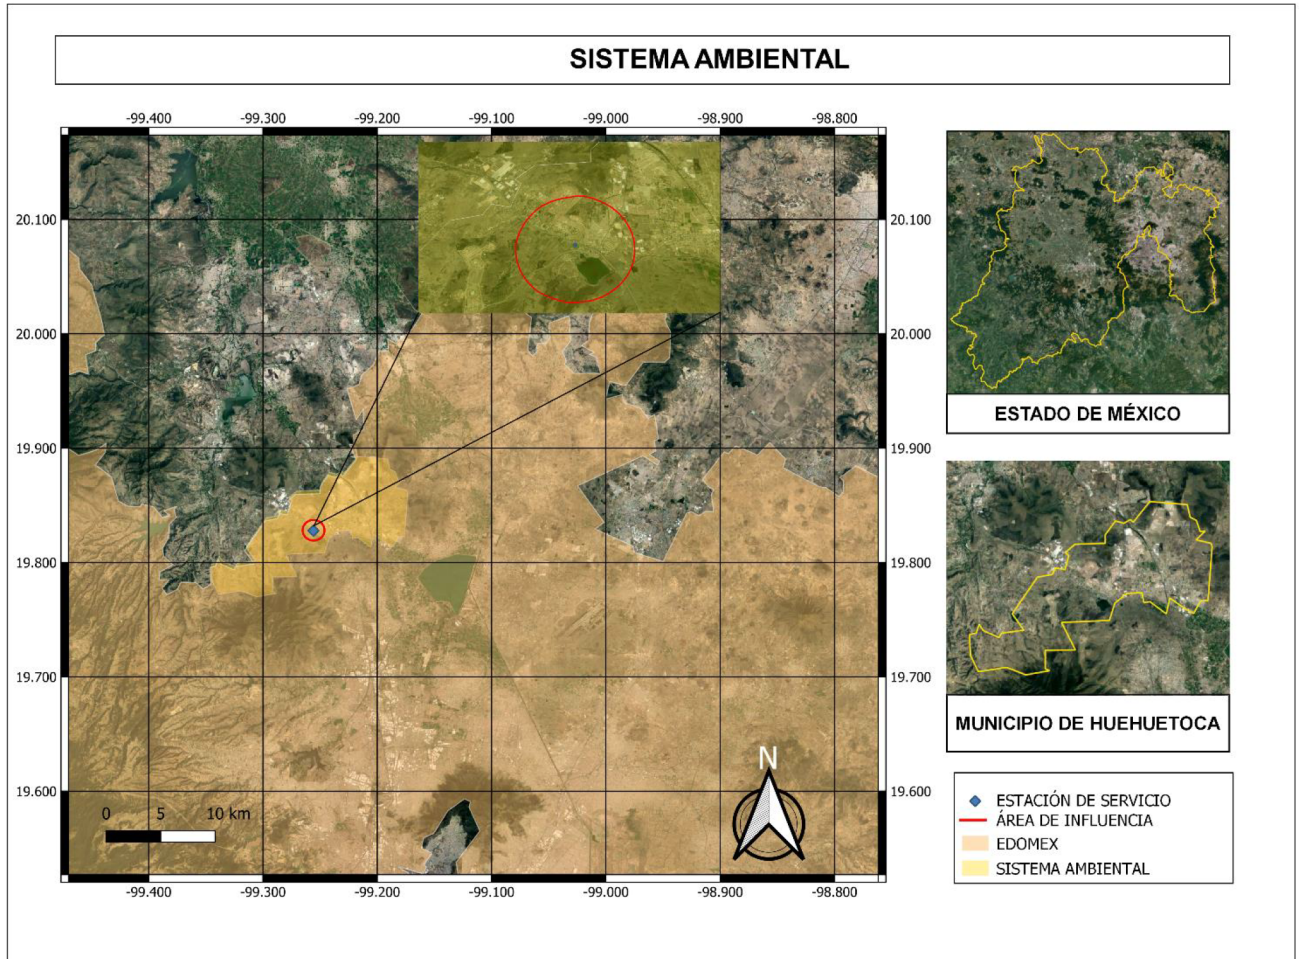 SISTEMA AMBIENTAL
-99.400 -99.300 -99.200 -99.100 -99.000 -98.900 -98.800
20.100 20.100
20.000 20.000
19.900 19.900
19.800 19.800
19.700 19.700
19.600 19.600
N
0 5 10 km
-99.400 -99.300 -99.200 -99.100 -99.000 -98.900 -98.800
ESTADO DE MÉXICO
MUNICIPIO DE HUEHUETOCA
ESTACIÓN DE SERVICIO
ÁREA DE INFLUENCIA
EDOMEX
SISTEMA AMBIENTAL